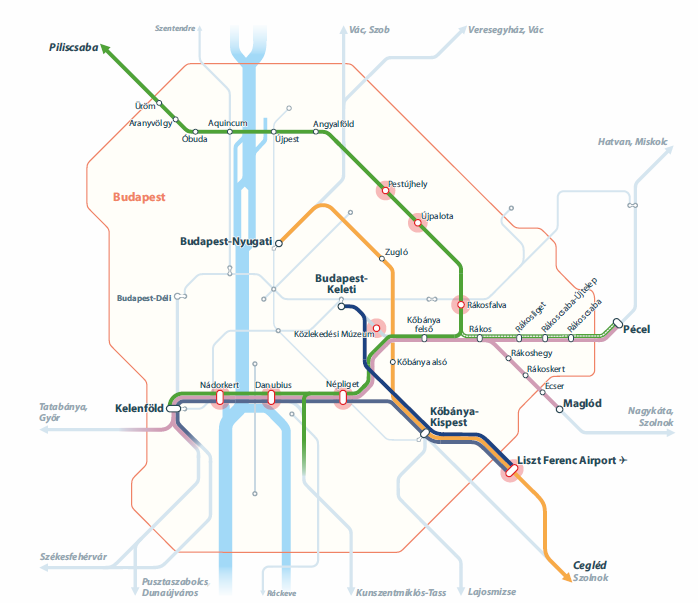 Szentendre
Vác, Szob
Veresegyház, Vác
Piliscsaba
Üröm
Aranyvölgy
Aquincum
Angyalföld
Óbuda
Újpest
Hatvan, Miskolc
Pestújhely
Budapest
Újpalota
Budapest-Nyugati
Zugló
Budapest-
Keleti
Budapest-Déli
Rákosfalva
Rákosliget
Rákoscsaba-Újtelep
Rákoscsaba
Kőbánya
felső
Rákos
Pécel
Közlekedési Múzeum
Rákoshegy
Kőbánya alsó
Rákoskert
Nádorkert
Danubius
Népliget
Ecser
Maglód
Tatabánya,
Győr
Kelenföld
Kőbánya-
Kispest
Nagykáta,
Szolnok
Liszt Ferenc Airport ✈
Székesfehérvár
Cegléd
Szolnok
Pusztaszabolcs,
Dunaújváros
Ráckeve
Kunszentmiklós-Tass
Lajosmizse